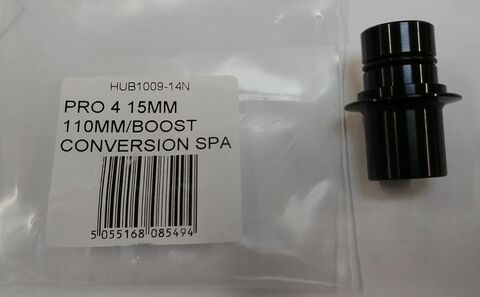 HUB1009-14N
PRO 4 15MM
110MM/BOOST
CONVERSION SPA
5 055168 085494